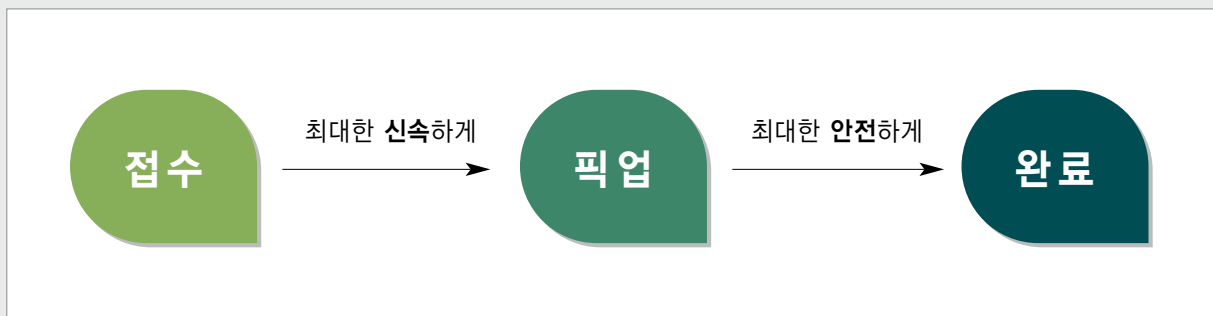 접수
최대한 신속하게
픽업
최대한 안전하게
완료